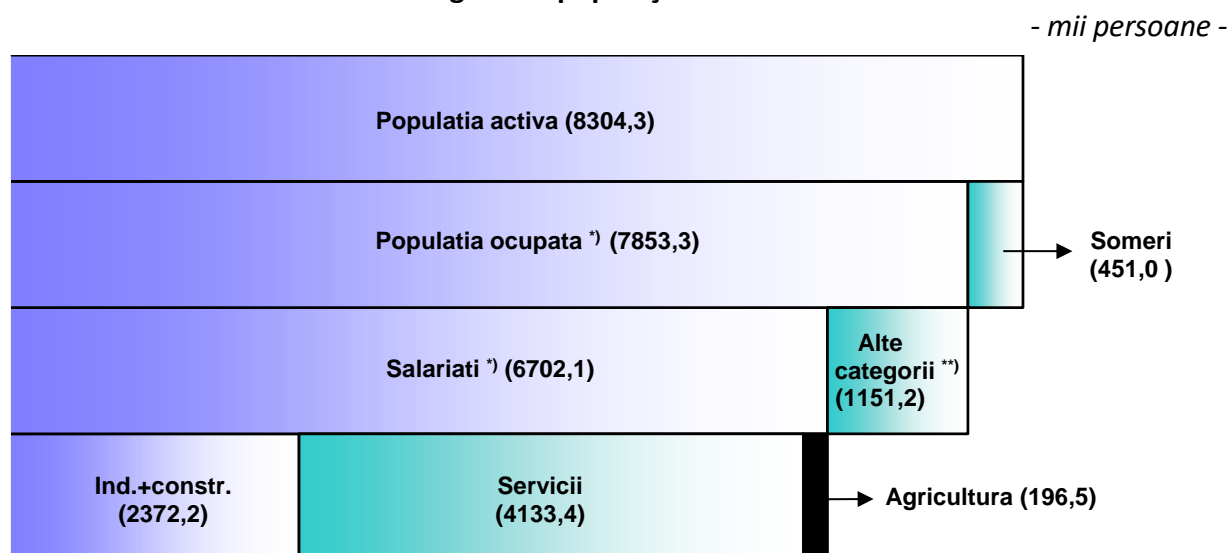 - mii persoane -
Populatia activa (8304,3)
Populatia ocupata *) (7853,3)
Someri
(451,0 )
Salariati *) (6702,1)
Alte
categorii **)
(1151,2)
Ind.+constr.
(2372,2)
Servicii
(4133,4)
Agricultura (196,5)